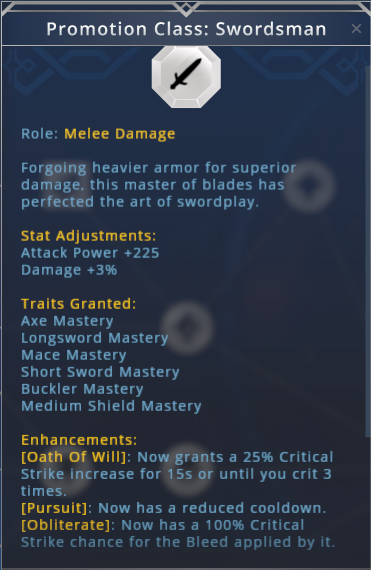 Promotion Class: Swordsman
Role: Melee Damage
Forgoing heavier armor for superior
damage, this master of blades has
perfected the art of swordplay.
Stat Adjustments:
Attack Power +225
Damage +3%
Traits Granted:
Axe Mastery
Longsword Mastery
Mace Mastery
Short Sword Mastery
Buckler Mastery
Medium Shield Mastery
Enhancements:
[Oath Of Will]: Now grants a 25% Critical
Strike increase for 15s or until you crit 3
times.
[Pursuit]: Now has a reduced cooldown.
[Obliterate]: Now has a 100% Critical
Strike chance for the Bleed applied by it.